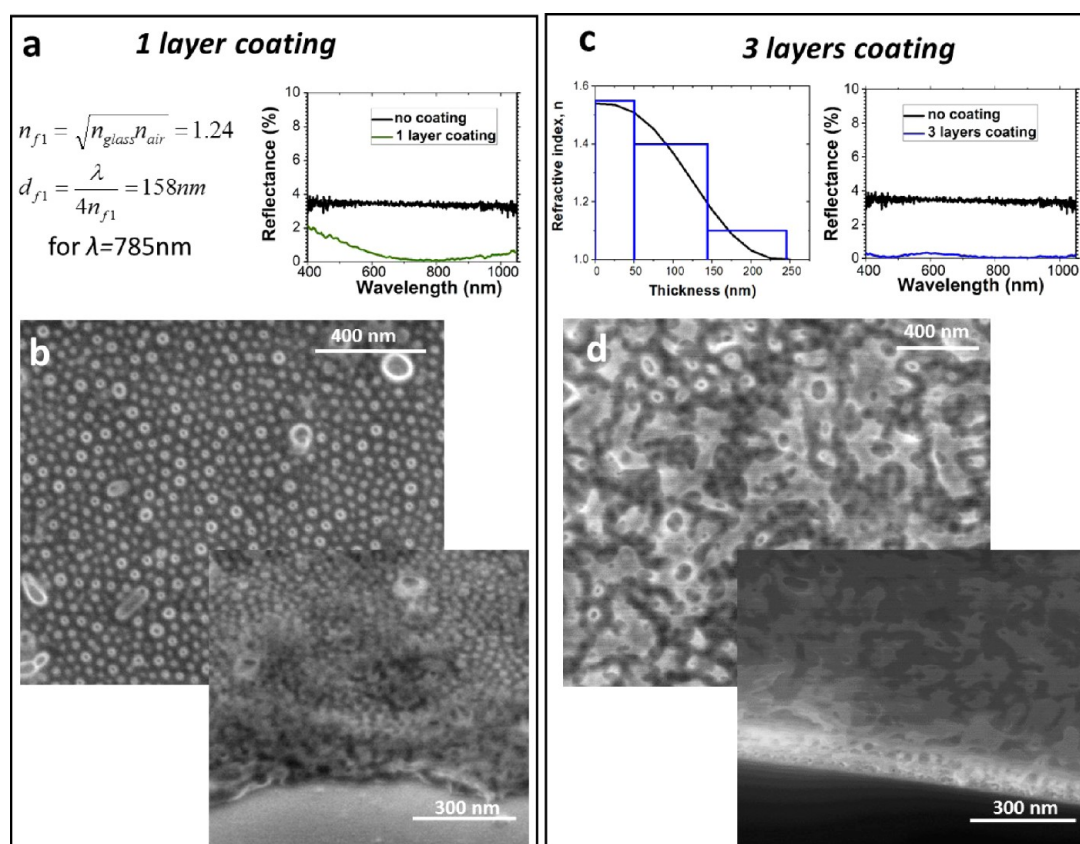 a
1 layer coating
n_{f1} = \sqrt{n_{glass} n_{air}} = 1.24
d_{f1} = \frac{λ}{4n_{f1}} = 158nm
for λ=785nm
Reflectance (%)
10
8
6
4
2
0
no coating
1 layer coating
400
600
800
1000
Wavelength (nm)
b
400 nm
300 nm
c
3 layers coating
Refractive index, n
1.6
1.4
1.2
1.0
0
50
100
150
200
250
Thickness (nm)
Reflectance (%)
10
8
6
4
2
0
no coating
3 layers coating
400
600
800
1000
Wavelength (nm)
d
400 nm
300 nm